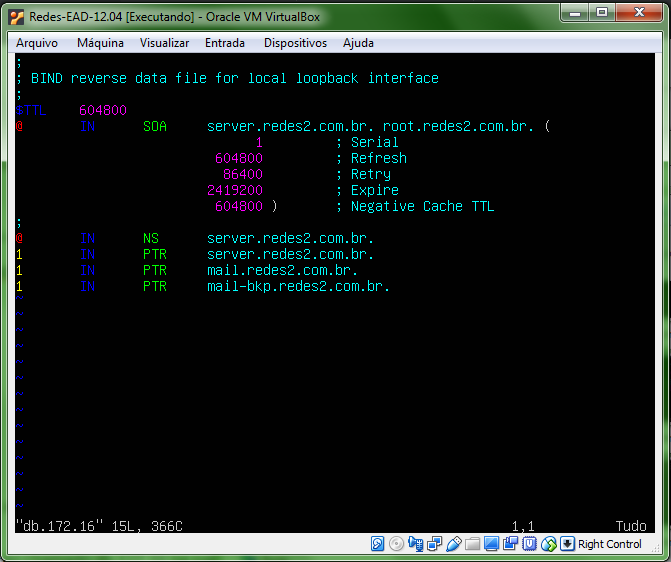 Redes-EAD-12.04 [Executando] - Oracle VM VirtualBox
Arquivo Máquina Visualizar Entrada Dispositivos Ajuda
;
; BIND reverse data file for local loopback interface
;
$TTL 604800
@ IN SOA server.redes2.com.br. root.redes2.com.br. (
1 ; Serial
604800 ; Refresh
86400 ; Retry
2419200 ; Expire
604800 ) ; Negative Cache TTL
;
@ IN NS server.redes2.com.br.
1 IN PTR server.redes2.com.br.
1 IN PTR mail.redes2.com.br.
1 IN PTR mail-bkp.redes2.com.br.
~
~
~
~
~
~
~
~
~
~
~
~
~
~
"db.172.16" 15L, 366C 1,1 Tudo
Right Control